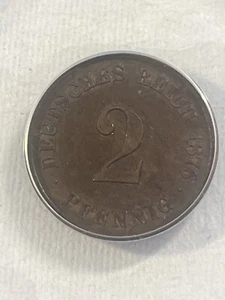 DEUTSCHES REICH 1876
2
PFENNIG